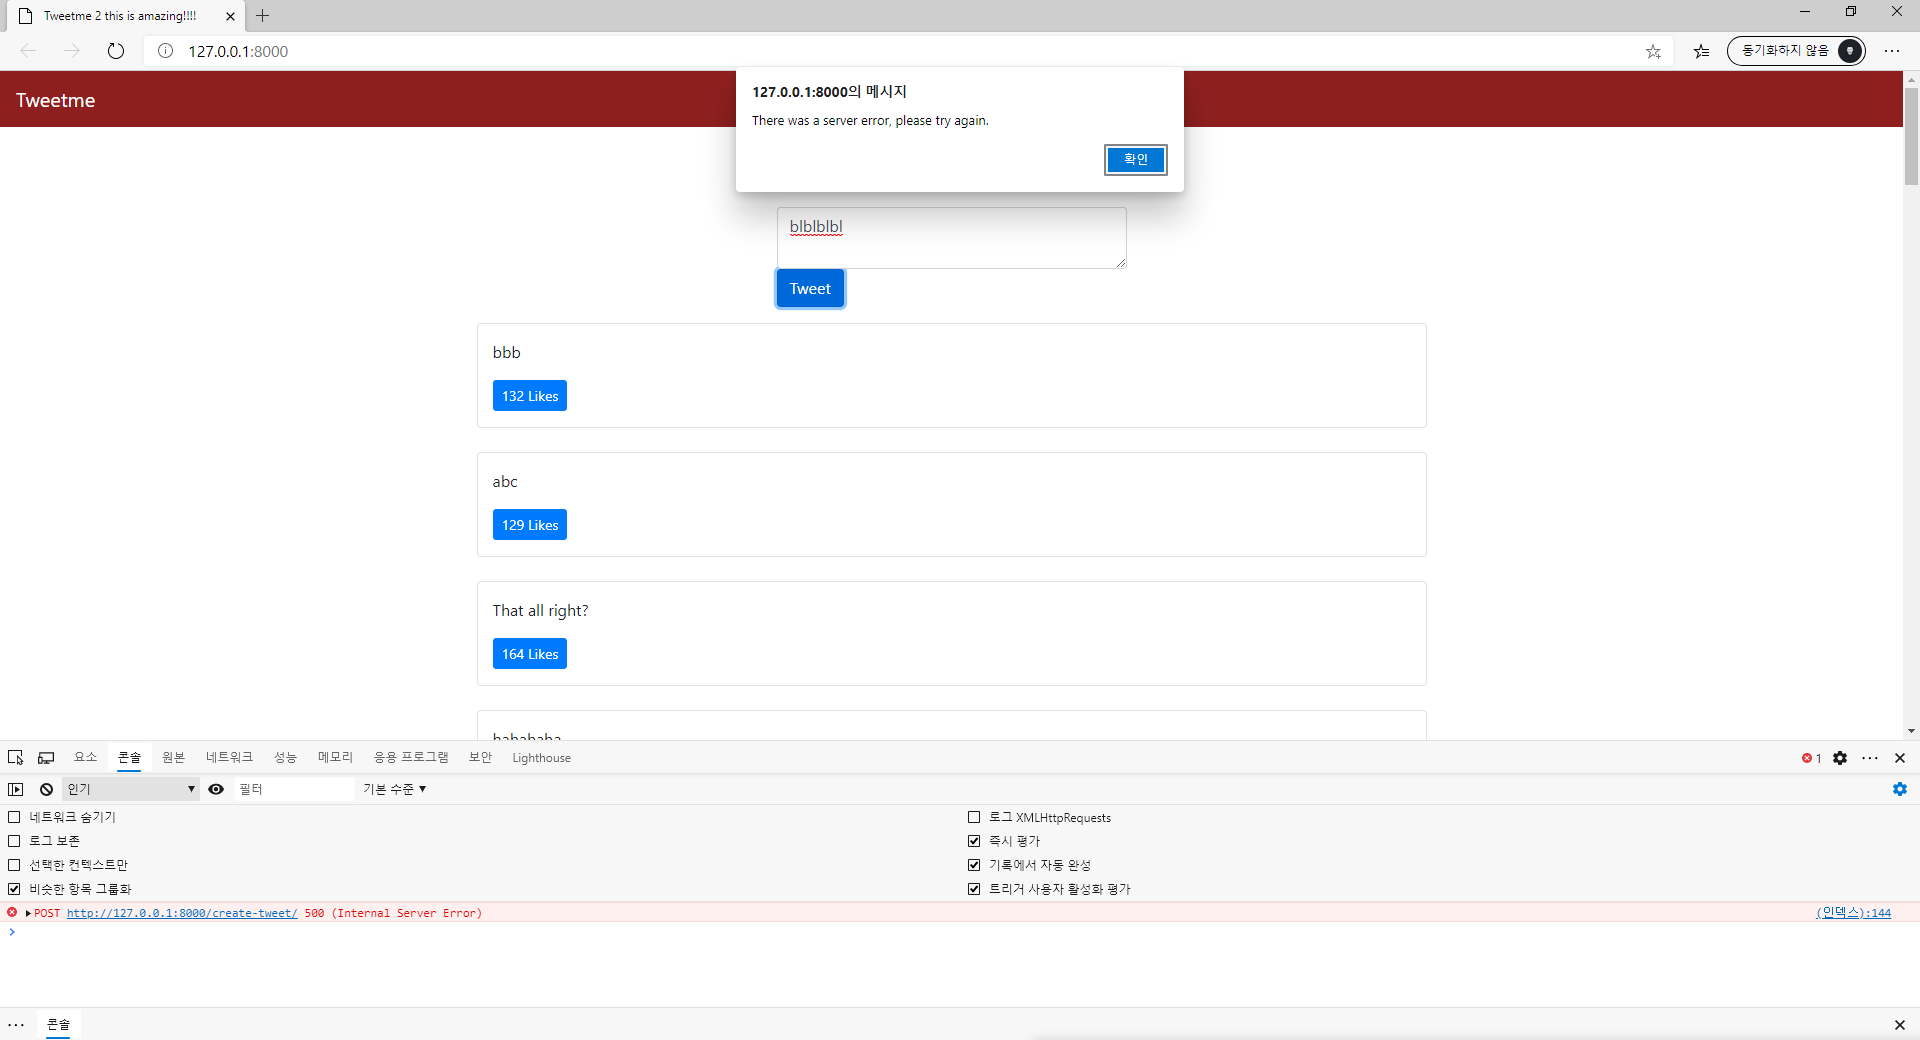 Tweetme 2 this is amazing!!!!
127.0.0.1:8000
동기화하지 않음
Tweetme
127.0.0.1:8000의 메시지
There was a server error, please try again.
확인
blblblbl
Tweet
bbb
132 Likes
abc
129 Likes
That all right?
164 Likes
hahahaha
요소 콘솔 원본 네트워크 성능 메모리 응용 프로그램 보안 Lighthouse
1
인기 필터 기본 수준
네트워크 숨기기
로그 XMLHttpRequests
로그 보존
즉시 평가
선택한 컨텍스트만
기록에서 자동 완성
비슷한 항목 그룹화
트리거 사용자 활성화 평가
POST http://127.0.0.1:8000/create-tweet/ 500 (Internal Server Error)
(인덱스):144
콘솔